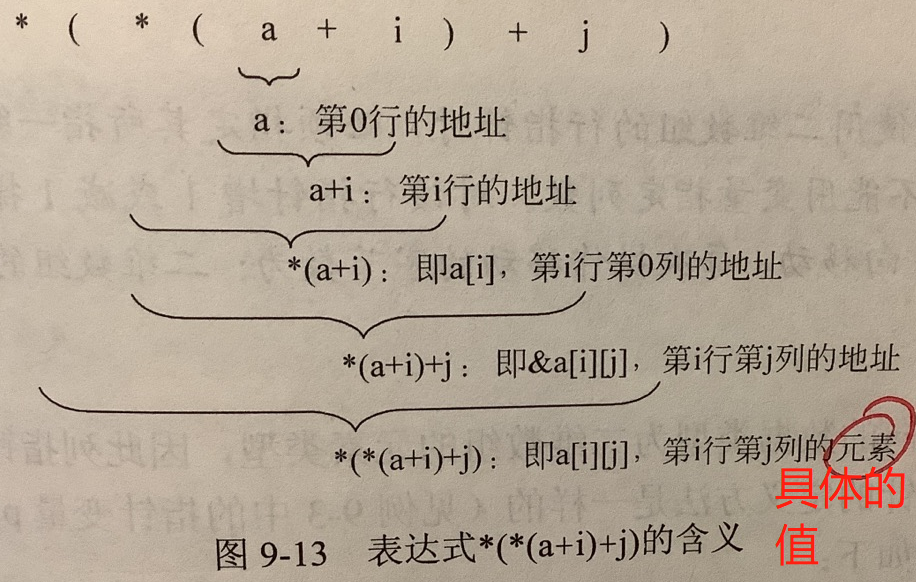 * ( * ( a + i ) + j )
a： 第0行的地址
a+i： 第i行的地址
*(a+i)： 即a[i]，第i行第0列的地址
*(a+i)+j： 即&a[i][j]，第i行第j列的地址
*(*(a+i)+j)： 即a[i][j]，第i行第j列的元素
具体的
值
图 9-13 表达式*(*(a+i)+j)的含义